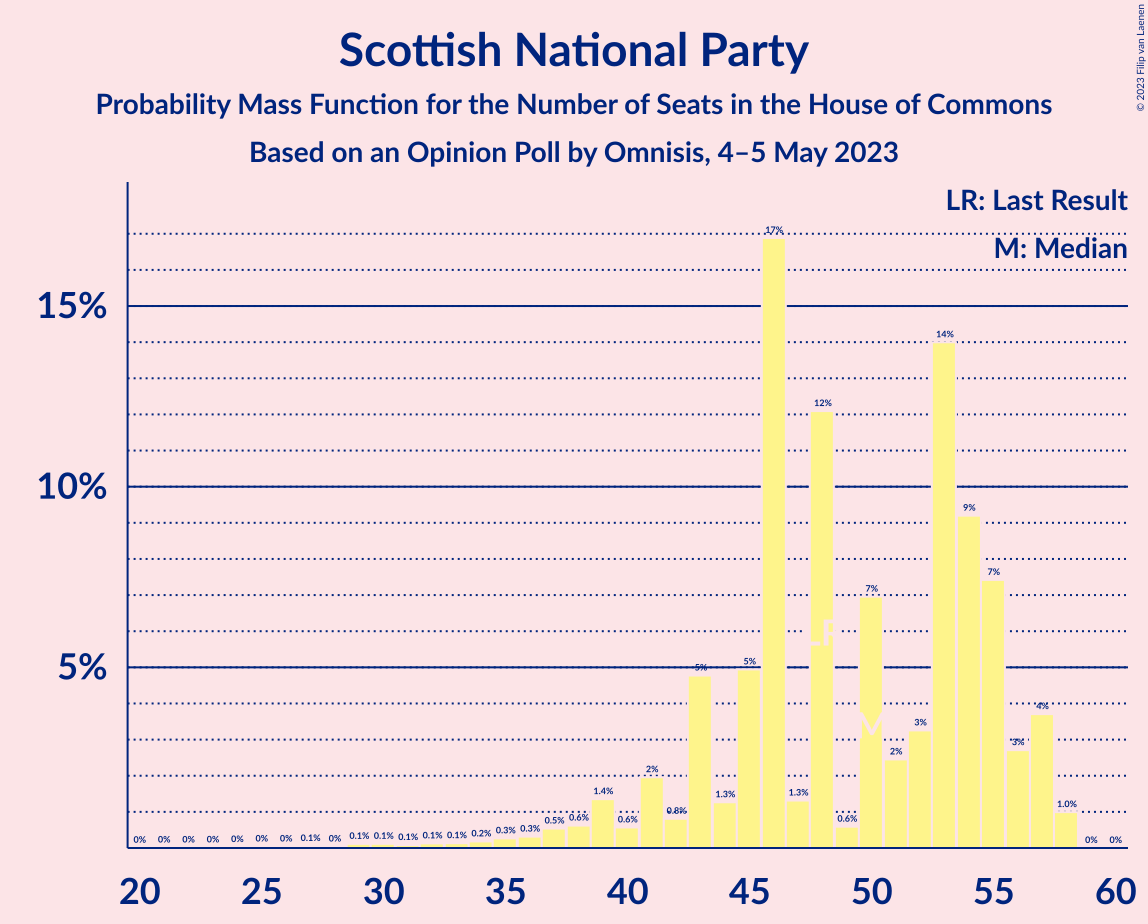 Scottish National Party
Probability Mass Function for the Number of Seats in the House of Commons
Based on an Opinion Poll by Omnisis, 4–5 May 2023
© 2023 Filip van Laenen
LR: Last Result
M: Median
15%
10%
5%
0% 0% 0% 0% 0% 0% 0% 0.1% 0% 0.1% 0.1% 0.1% 0.1% 0.1% 0.2% 0.3% 0.3% 0.5% 0.6% 1.4% 0.6% 2% 0.8% 5% 1.3% 5% 17% 1.3% 12% 0.6% 7% 2% 3% 14% 9% 7% 3% 4% 1.0% 0% 0%
LR
M
20 25 30 35 40 45 50 55 60